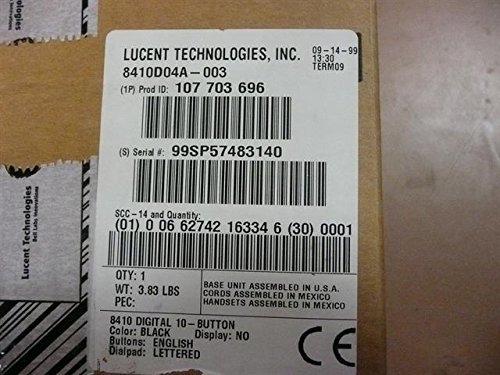 LUCENT TECHNOLOGIES, INC.
09-14-99
13:30
TERM09
8410D04A-003
(1P) Prod ID: 107 703 696
(S) Serial #: 99SP57483140
SCC-14 and Quantity:
(01) 0 06 62742 16334 6 (30) 0001
QTY: 1
WT: 3.83 LBS
PEC:
BASE UNIT ASSEMBLED IN U.S.A.
CORDS ASSEMBLED IN MEXICO
HANDSETS ASSEMBLED IN MEXICO
8410 DIGITAL 10-BUTTON
Color: BLACK Display: NO
Buttons: ENGLISH
Dialpad: LETTERED
CE
Lucent Technologies
Bell Labs Innovations